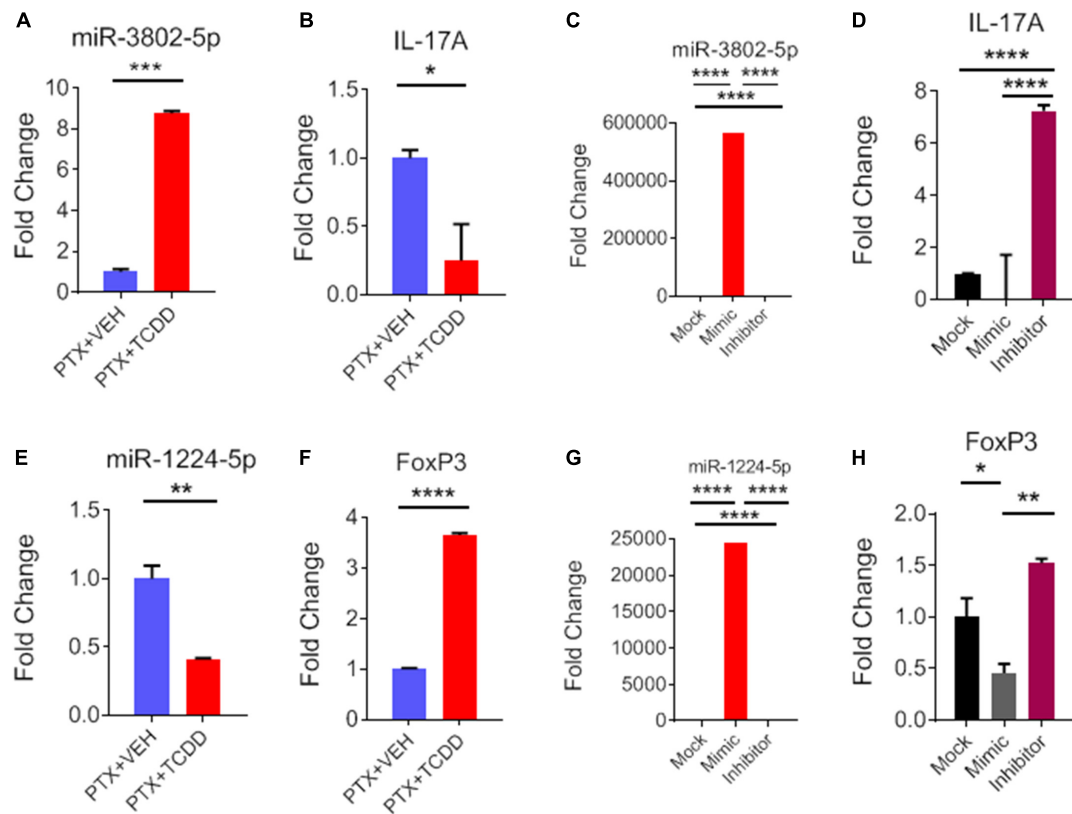 A
miR-3802-5p
***
Fold Change
10
8
6
4
2
0
PTX+VEH
PTX+TCDD
B
IL-17A
*
Fold Change
1.5
1.0
0.5
0.0
PTX+VEH
PTX+TCDD
C
miR-3802-5p
**** ****
****
Fold Change
600000
400000
200000
0
Mock
Mimic
Inhibitor
D
IL-17A
****
****
Fold Change
8
6
4
2
0
Mock
Mimic
Inhibitor
E
miR-1224-5p
**
Fold Change
1.5
1.0
0.5
0.0
PTX+VEH
PTX+TCDD
F
FoxP3
****
Fold Change
4
3
2
1
0
PTX+VEH
PTX+TCDD
G
miR-1224-5p
**** ****
****
Fold Change
25000
20000
15000
10000
5000
0
Mock
Mimic
Inhibitor
H
FoxP3
*
**
Fold Change
2.0
1.5
1.0
0.5
0.0
Mock
Mimic
Inhibitor